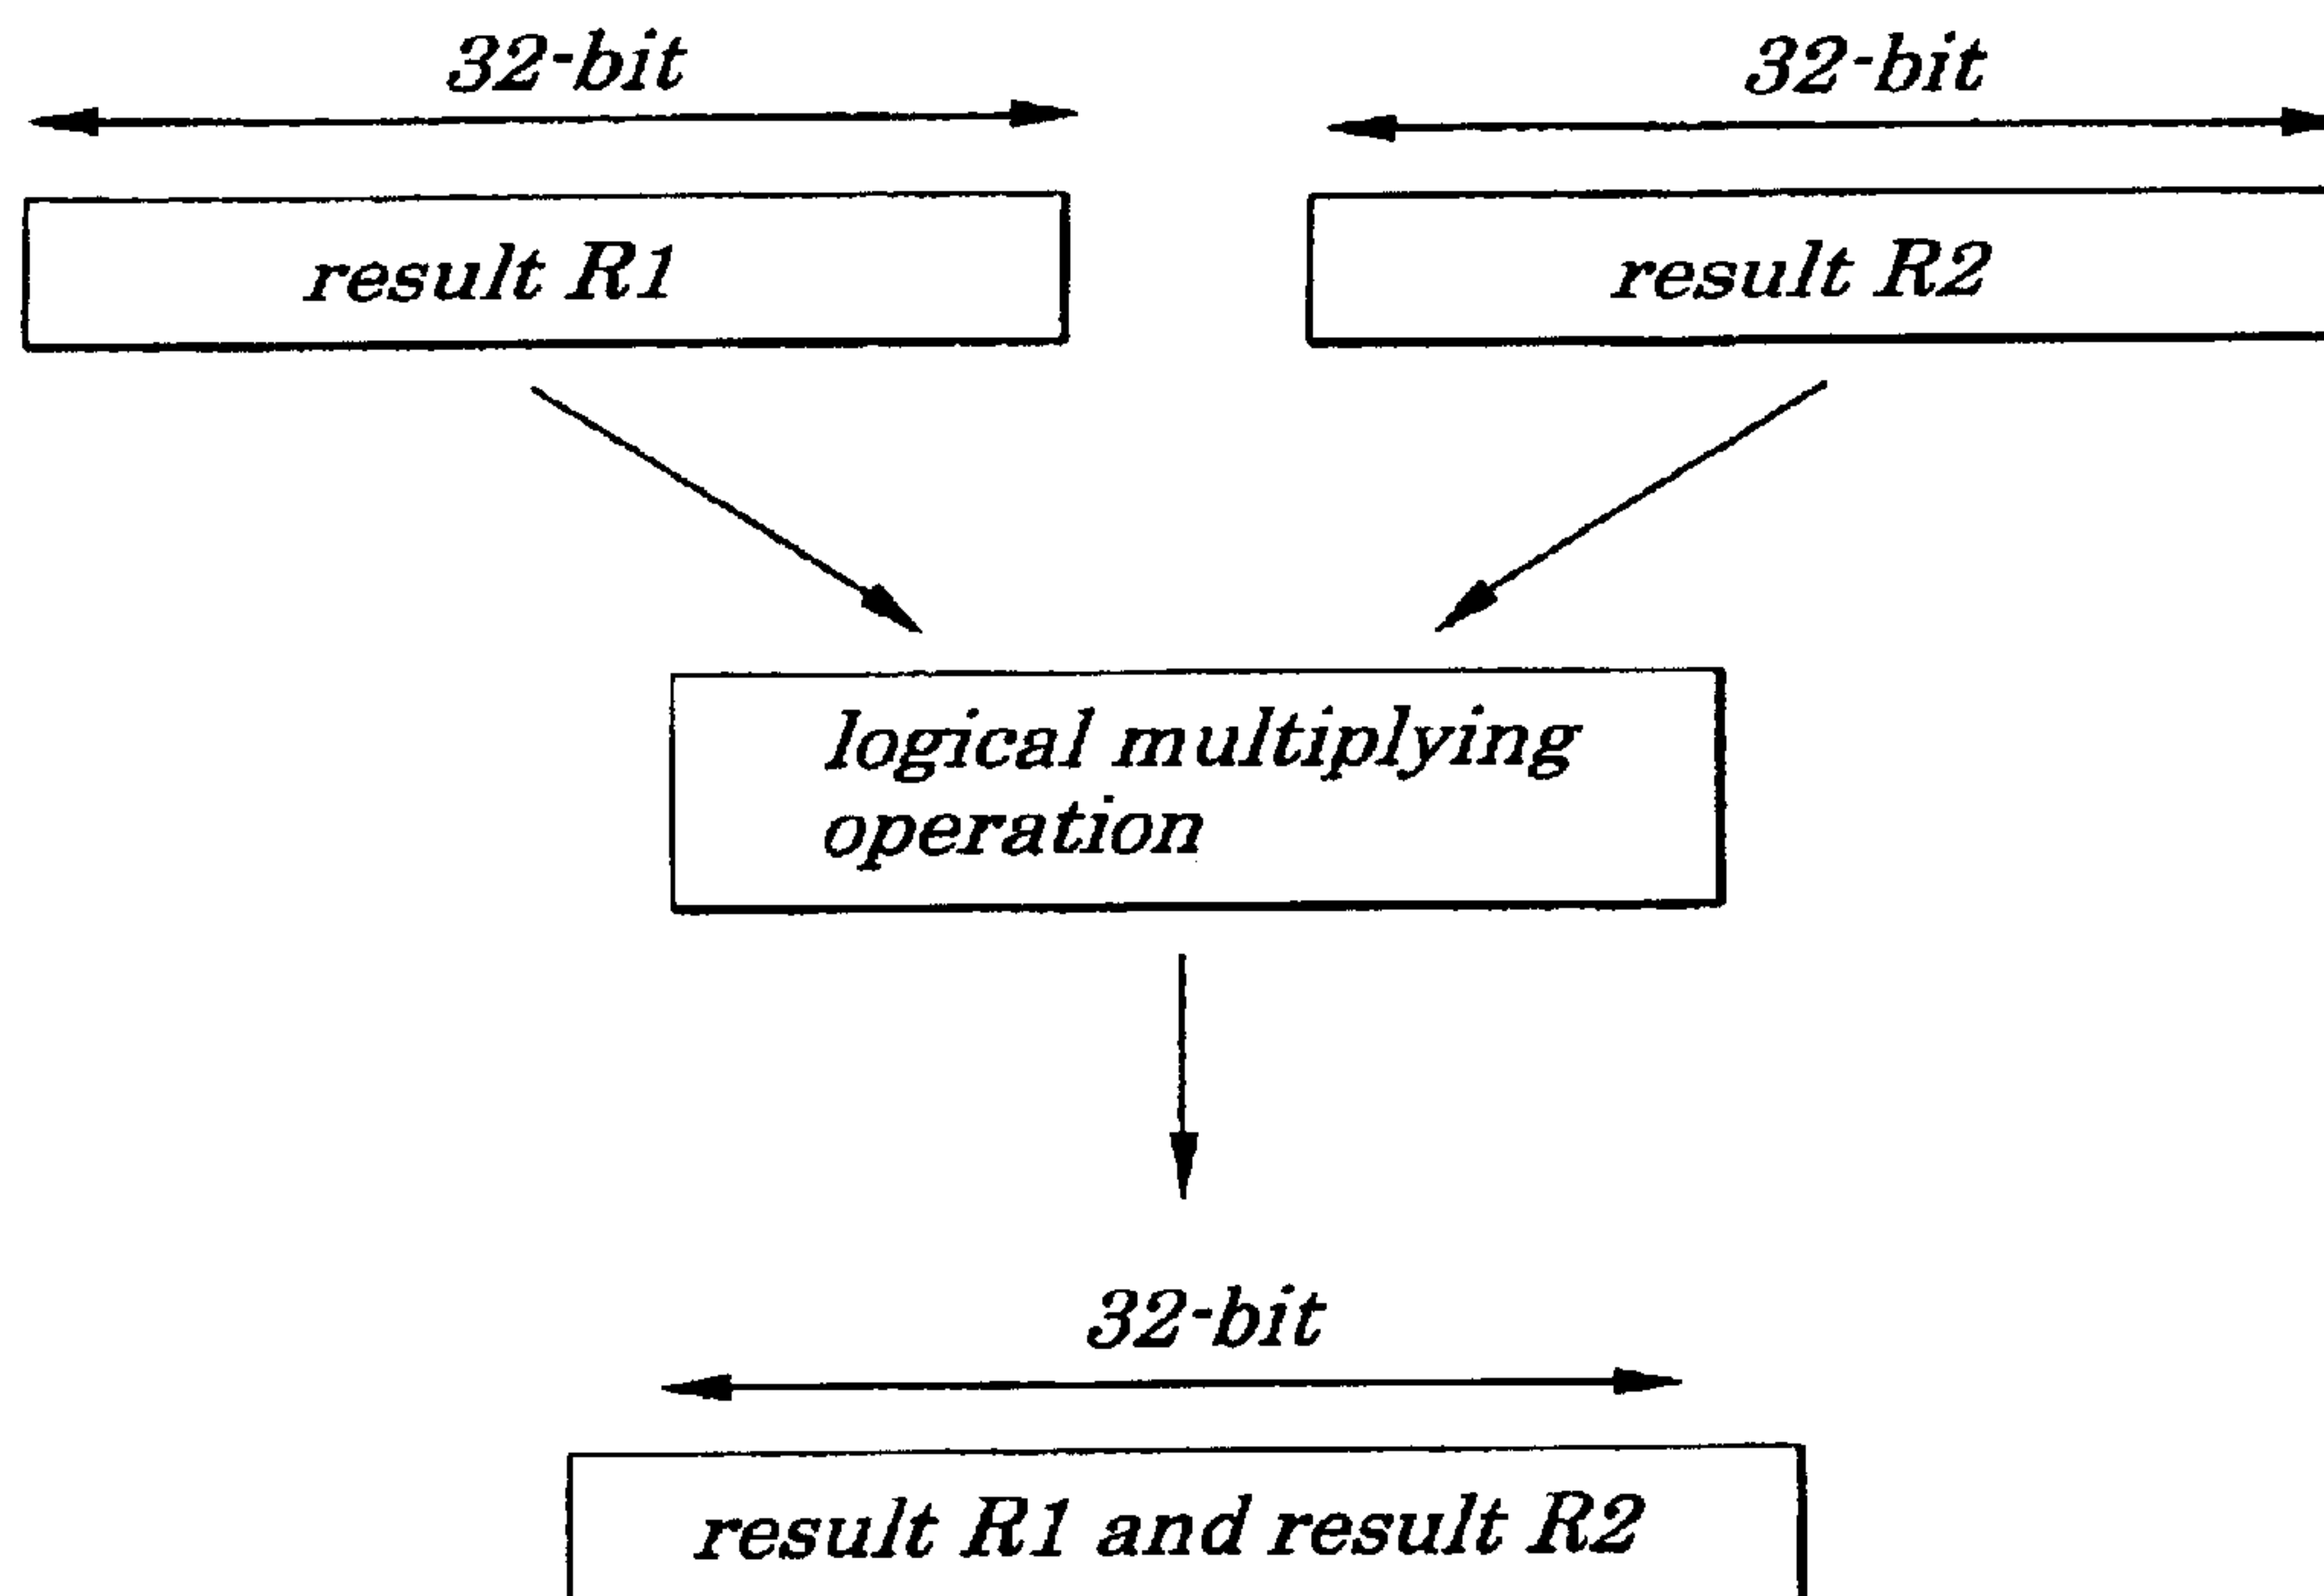 32-bit
32-bit
result R1
result R2
logical multiplying
operation
32-bit
result R1 and result R2